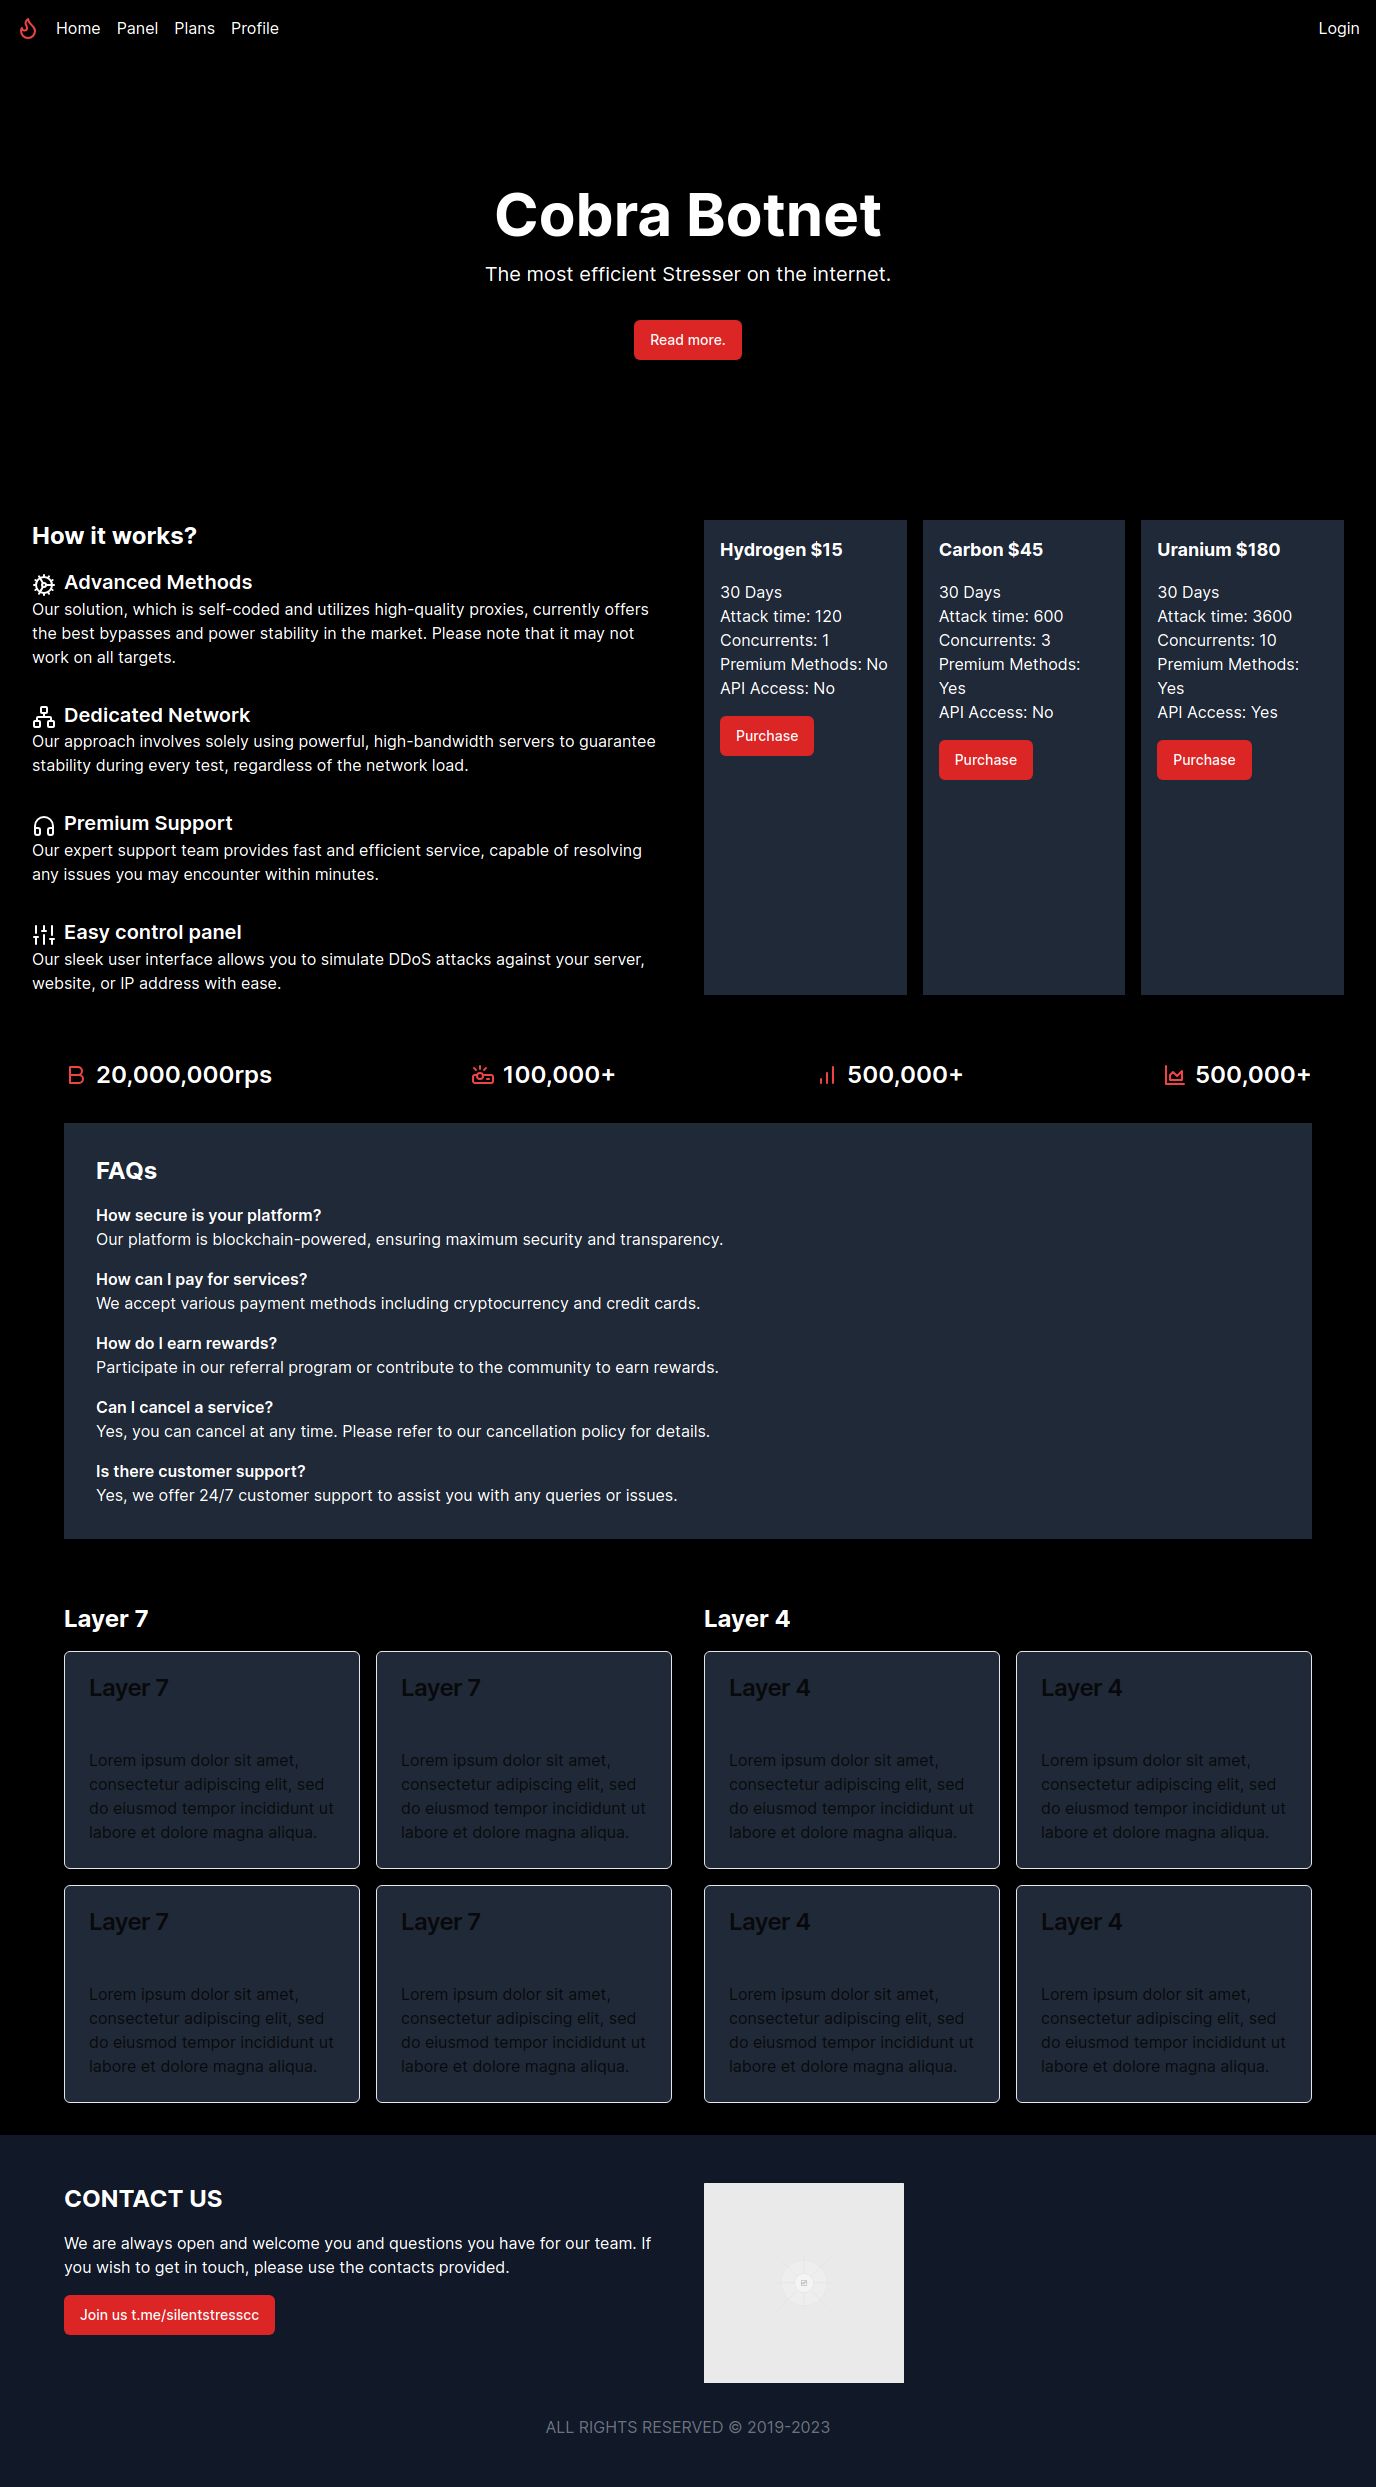 Home Panel Plans Profile Login
Cobra Botnet
The most efficient Stresser on the internet.
Read more.
How it works?
Advanced Methods
Our solution, which is self-coded and utilizes high-quality proxies, currently offers
the best bypasses and power stability in the market. Please note that it may not
work on all targets.
Dedicated Network
Our approach involves solely using powerful, high-bandwidth servers to guarantee
stability during every test, regardless of the network load.
Premium Support
Our expert support team provides fast and efficient service, capable of resolving
any issues you may encounter within minutes.
Easy control panel
Our sleek user interface allows you to simulate DDoS attacks against your server,
website, or IP address with ease.
Hydrogen $15
30 Days
Attack time: 120
Concurrents: 1
Premium Methods: No
API Access: No
Purchase
Carbon $45
30 Days
Attack time: 600
Concurrents: 3
Premium Methods:
Yes
API Access: No
Purchase
Uranium $180
30 Days
Attack time: 3600
Concurrents: 10
Premium Methods:
Yes
API Access: Yes
Purchase
20,000,000rps 100,000+ 500,000+ 500,000+
FAQs
How secure is your platform?
Our platform is blockchain-powered, ensuring maximum security and transparency.
How can I pay for services?
We accept various payment methods including cryptocurrency and credit cards.
How do I earn rewards?
Participate in our referral program or contribute to the community to earn rewards.
Can I cancel a service?
Yes, you can cancel at any time. Please refer to our cancellation policy for details.
Is there customer support?
Yes, we offer 24/7 customer support to assist you with any queries or issues.
Layer 7
Layer 7
Lorem ipsum dolor sit amet,
consectetur adipiscing elit, sed
do eiusmod tempor incididunt ut
labore et dolore magna aliqua.
Layer 7
Lorem ipsum dolor sit amet,
consectetur adipiscing elit, sed
do eiusmod tempor incididunt ut
labore et dolore magna aliqua.
Layer 7
Lorem ipsum dolor sit amet,
consectetur adipiscing elit, sed
do eiusmod tempor incididunt ut
labore et dolore magna aliqua.
Layer 7
Lorem ipsum dolor sit amet,
consectetur adipiscing elit, sed
do eiusmod tempor incididunt ut
labore et dolore magna aliqua.
Layer 4
Layer 4
Lorem ipsum dolor sit amet,
consectetur adipiscing elit, sed
do eiusmod tempor incididunt ut
labore et dolore magna aliqua.
Layer 4
Lorem ipsum dolor sit amet,
consectetur adipiscing elit, sed
do eiusmod tempor incididunt ut
labore et dolore magna aliqua.
Layer 4
Lorem ipsum dolor sit amet,
consectetur adipiscing elit, sed
do eiusmod tempor incididunt ut
labore et dolore magna aliqua.
Layer 4
Lorem ipsum dolor sit amet,
consectetur adipiscing elit, sed
do eiusmod tempor incididunt ut
labore et dolore magna aliqua.
CONTACT US
We are always open and welcome you and questions you have for our team. If
you wish to get in touch, please use the contacts provided.
Join us t.me/silentstresscc
ALL RIGHTS RESERVED © 2019-2023